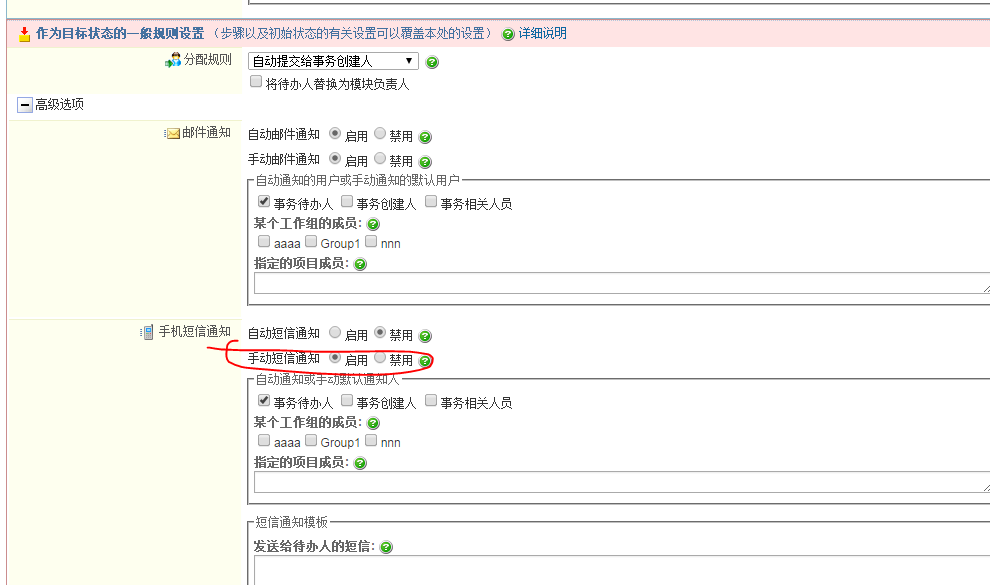 作为目标状态的一般规则设置 （步骤以及初始状态的有关设置可以覆盖本处的设置） 详细说明
分配规则 自动提交给事务创建人
将待办人替换为模块负责人
高级选项
邮件通知 自动邮件通知 启用 禁用
手动邮件通知 启用 禁用
自动通知的用户或手动通知的默认用户
事务待办人 事务创建人 事务相关人员
某个工作组的成员:
aaaa Group1 nnn
指定的项目成员:
手机短信通知 自动短信通知 启用 禁用
手动短信通知 启用 禁用
自动通知或手动默认通知人
事务待办人 事务创建人 事务相关人员
某个工作组的成员:
aaaa Group1 nnn
指定的项目成员:
短信通知模板
发送给待办人的短信: